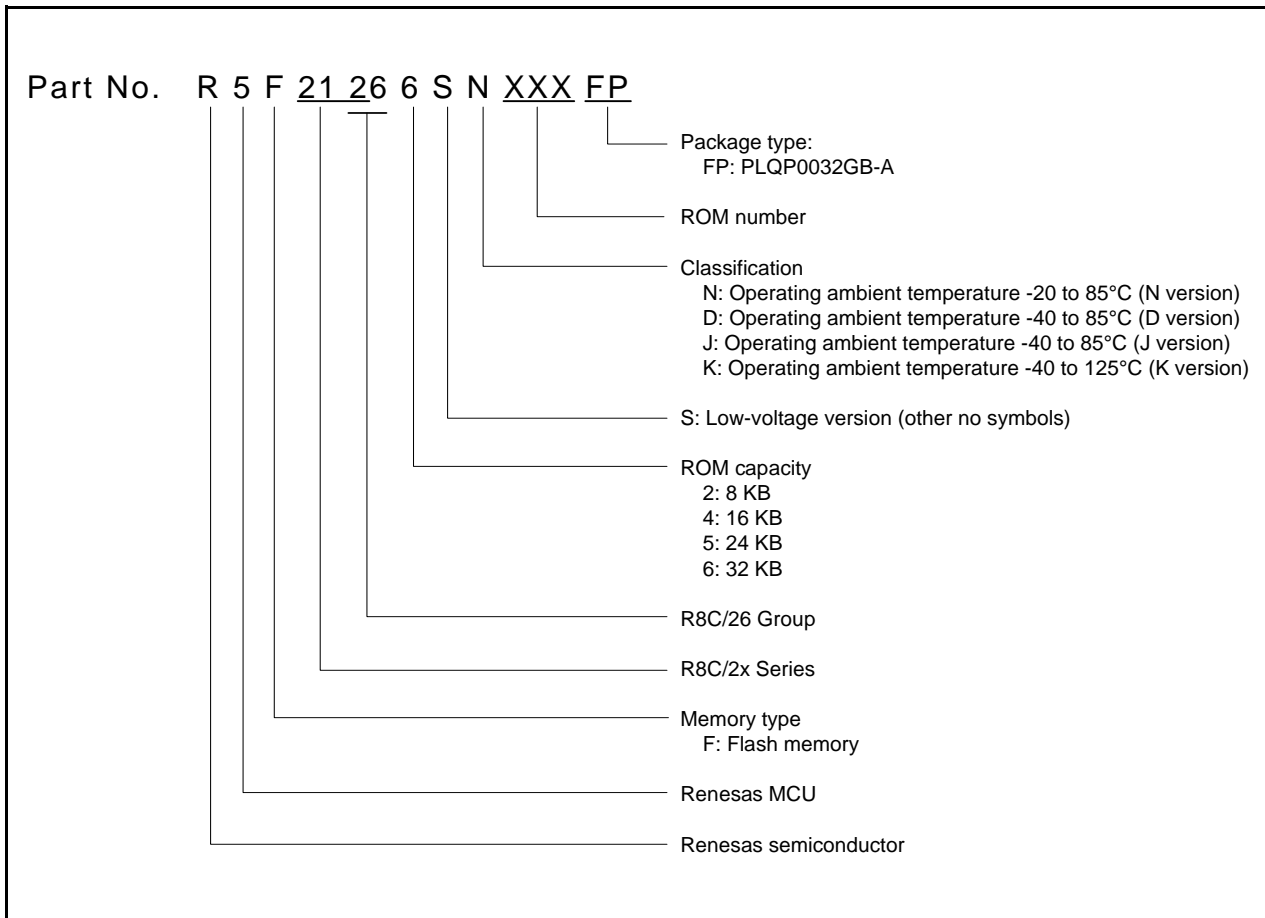 Part No. R 5 F 21 26 6 S N XXX FP
Package type:
FP: PLQP0032GB-A
ROM number
Classification
N: Operating ambient temperature -20 to 85°C (N version)
D: Operating ambient temperature -40 to 85°C (D version)
J: Operating ambient temperature -40 to 85°C (J version)
K: Operating ambient temperature -40 to 125°C (K version)
S: Low-voltage version (other no symbols)
ROM capacity
2: 8 KB
4: 16 KB
5: 24 KB
6: 32 KB
R8C/26 Group
R8C/2x Series
Memory type
F: Flash memory
Renesas MCU
Renesas semiconductor